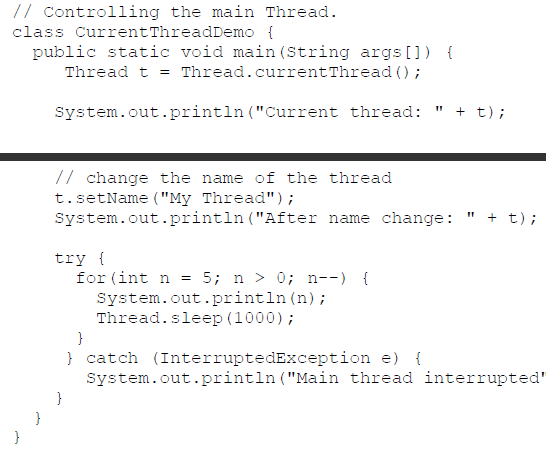 // Controlling the main Thread.
class CurrentThreadDemo {
public static void main(String args[]) {
Thread t = Thread.currentThread();
System.out.println("Current thread: " + t);
// change the name of the thread
t.setName("My Thread");
System.out.println("After name change: " + t);
try {
for(int n = 5; n > 0; n--) {
System.out.println(n);
Thread.sleep(1000);
}
} catch (InterruptedException e) {
System.out.println("Main thread interrupted"
}
}
}